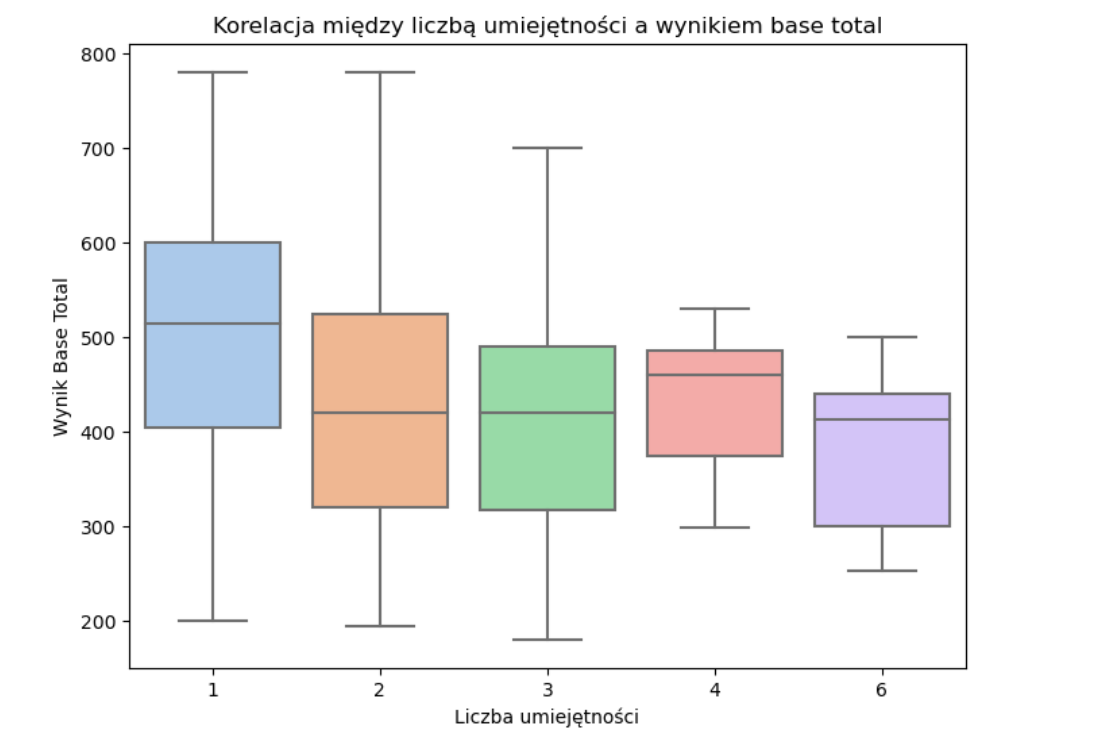 Korelacja między liczbą umiejętności a wynikiem base total
Wynik Base Total
800
700
600
500
400
300
200
1 2 3 4 6
Liczba umiejętności